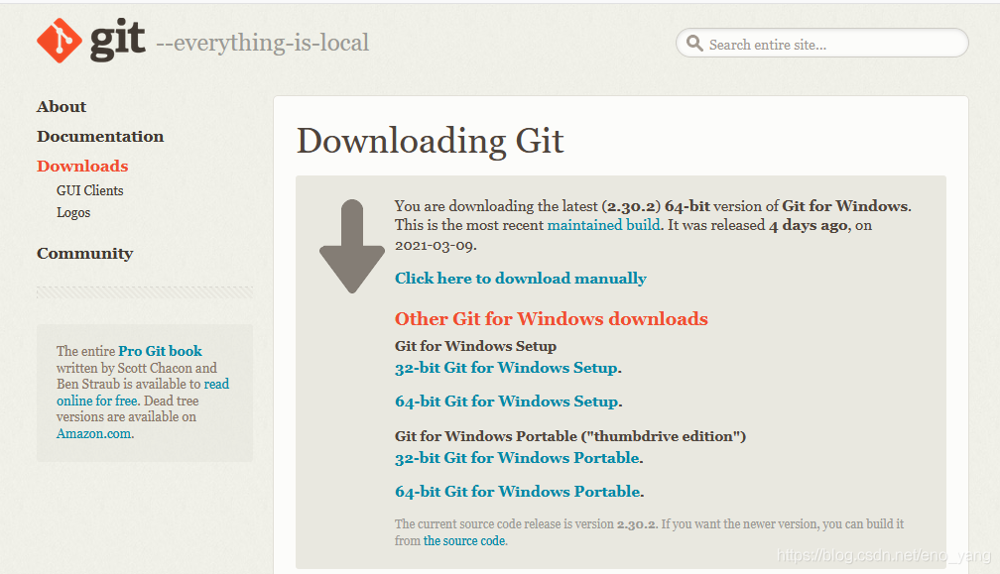 git --everything-is-local
Search entire site...
About
Documentation
Downloads
GUI Clients
Logos
Community
The entire Pro Git book
written by Scott Chacon and
Ben Straub is available to read
online for free. Dead tree
versions are available on
Amazon.com.
Downloading Git
You are downloading the latest (2.30.2) 64-bit version of Git for Windows.
This is the most recent maintained build. It was released 4 days ago, on
2021-03-09.
Click here to download manually
Other Git for Windows downloads
Git for Windows Setup
32-bit Git for Windows Setup.
64-bit Git for Windows Setup.
Git for Windows Portable ("thumbdrive edition")
32-bit Git for Windows Portable.
64-bit Git for Windows Portable.
The current source code release is version 2.30.2. If you want the newer version, you can build it
from the source code.
https://blog.csdn.net/eno_yang